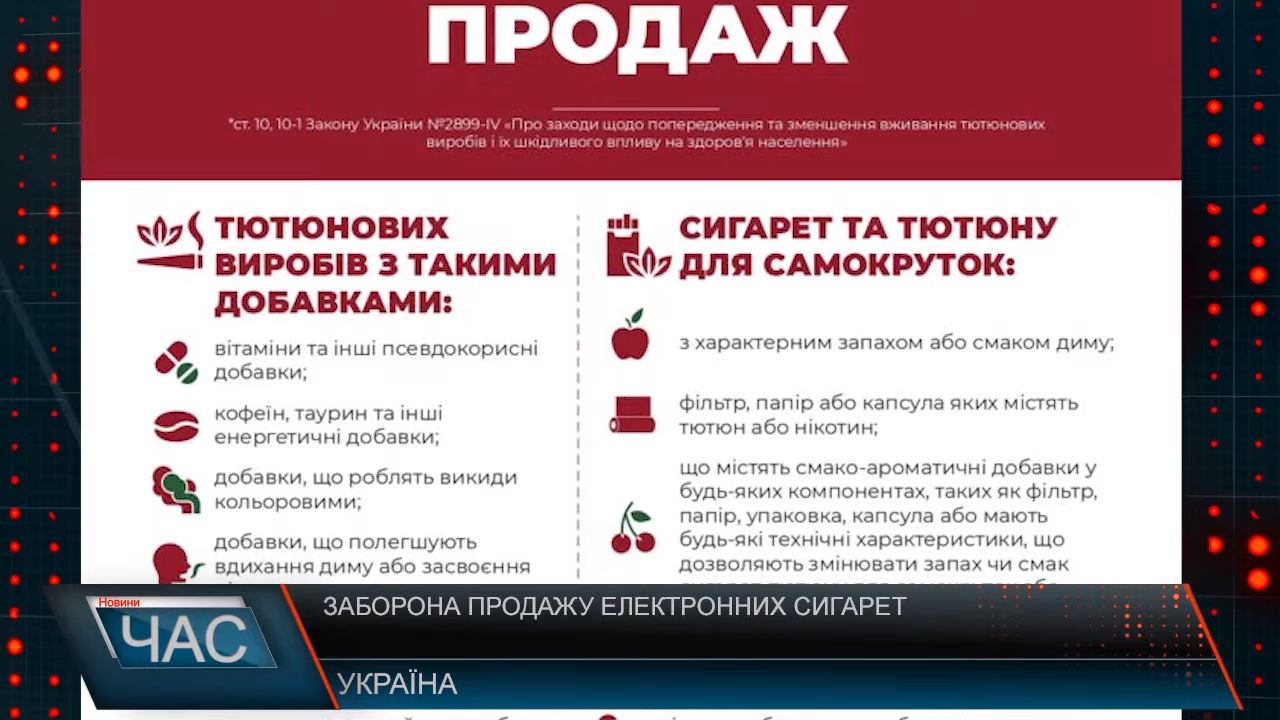 ПРОДАЖ
*ст. 10, 10-1 Закону України №2899-IV «Про заходи щодо попередження та зменшення вживання тютюнових
виробів і їх шкідливого впливу на здоров'я населення»
ТЮТЮНОВИХ
ВИРОБІВ З ТАКИМИ
ДОБАВКАМИ:
вітаміни та інші псевдокорисні
добавки;
кофеїн, таурин та інші
енергетичні добавки;
добавки, що роблять викиди
кольоровими;
добавки, що полегшують
вдихання диму або засвоєння
СИГАРЕТ ТА ТЮТЮНУ
ДЛЯ САМОКРУТОК:
з характерним запахом або смаком диму;
фільтр, папір або капсула яких містять
тютюн або нікотин;
що містять смако-ароматичні добавки у
будь-яких компонентах, таких як фільтр,
папір, упаковка, капсула або мають
будь-які технічні характеристики, що
дозволяють змінювати запах чи смак
Новини
ЧАС
ЗАБОРОНА ПРОДАЖУ ЕЛЕКТРОННИХ СИГАРЕТ
УКРАЇНА